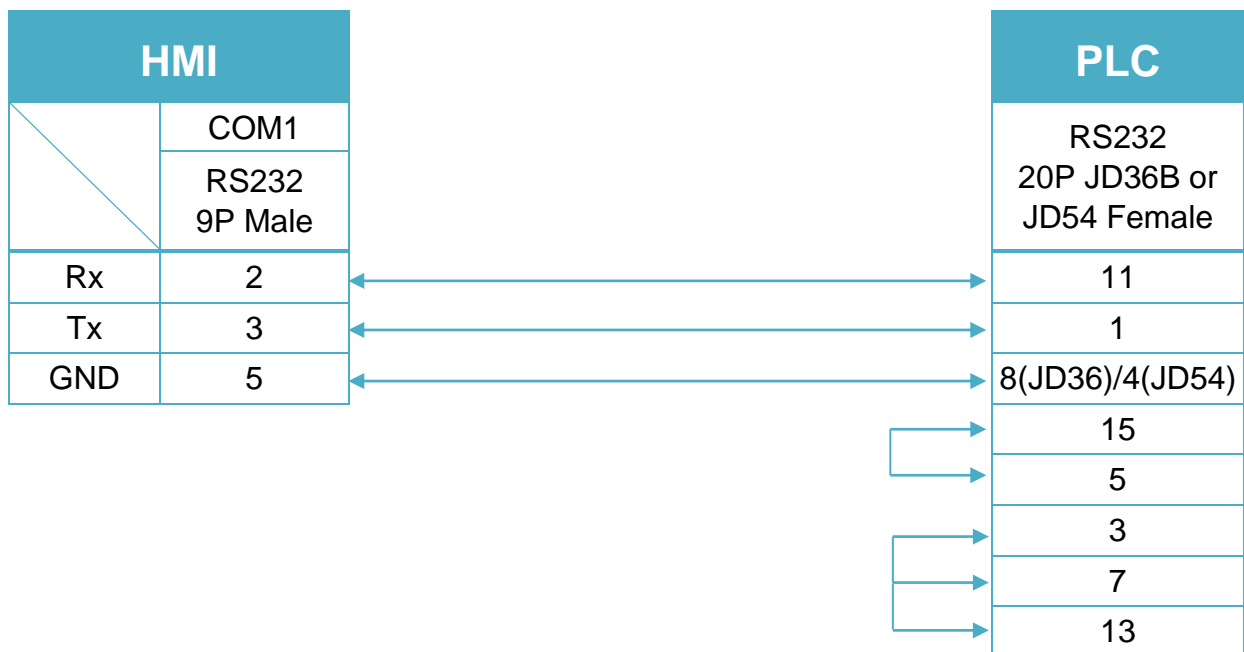 HMI
PLC
COM1
RS232
9P Male
RS232
20P JD36B or
JD54 Female
Rx 2 11
Tx 3 1
GND 5 8(JD36)/4(JD54)
15
5
3
7
13